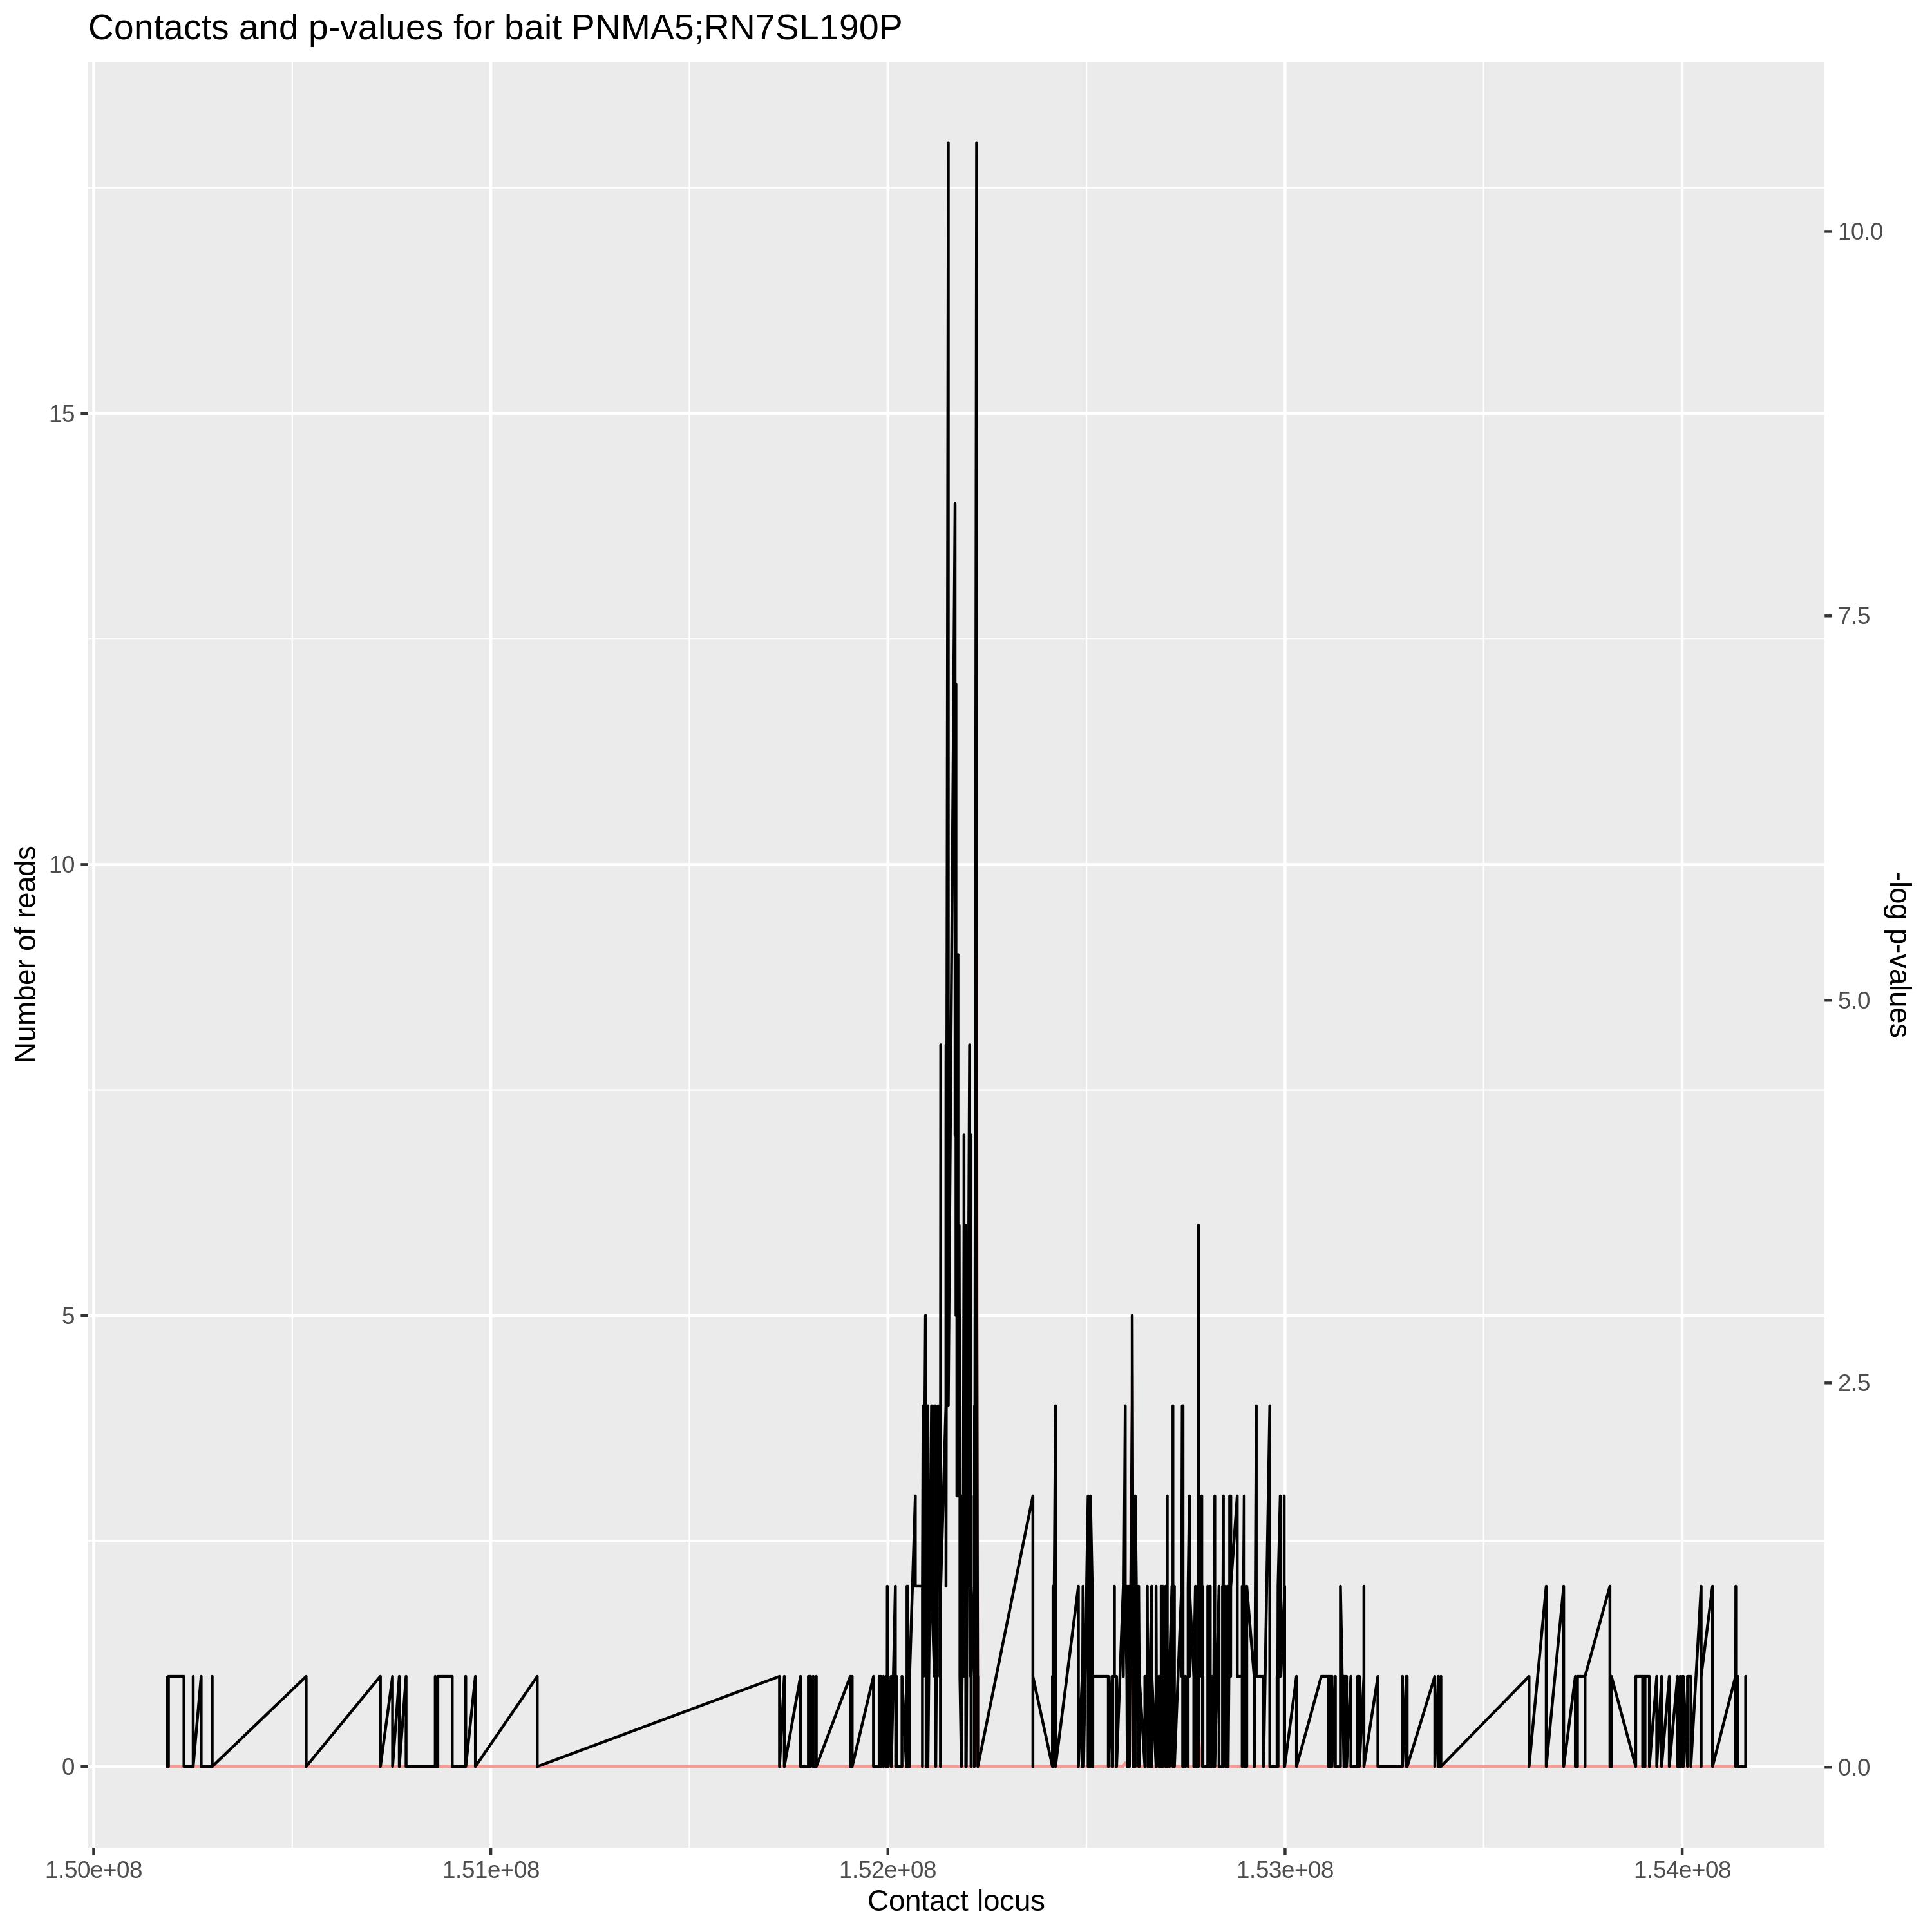 Contacts and p-values for bait PNMA5;RN7SL190P
Number of reads
15
10
5
0
10.0
7.5
5.0
2.5
0.0
-log p-values
1.50e+08
1.51e+08
1.52e+08
1.53e+08
1.54e+08
Contact locus